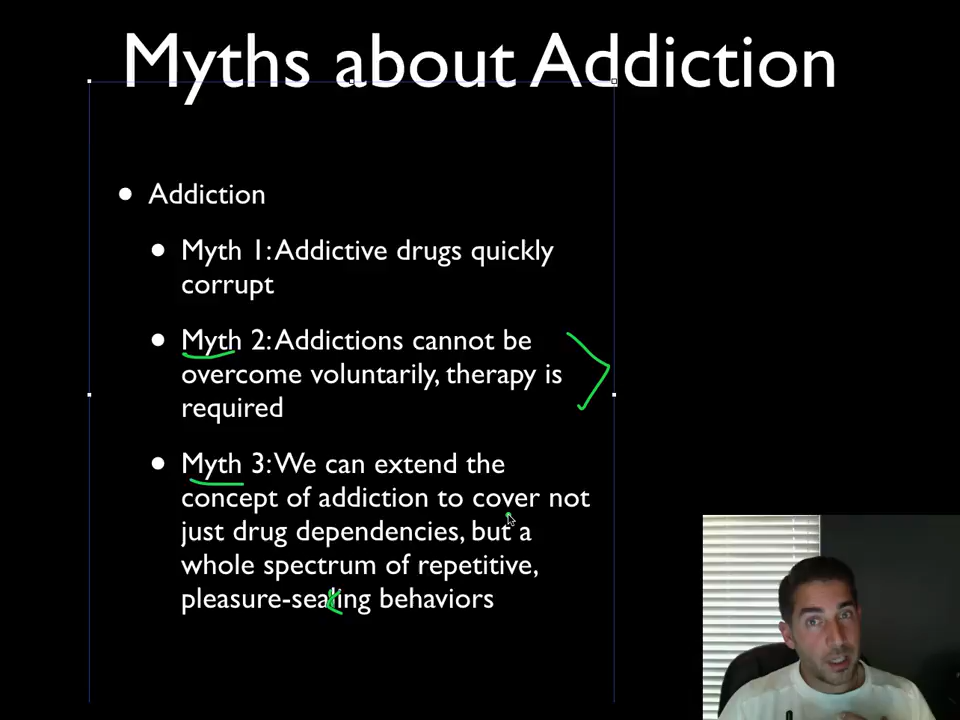 Myths about Addiction
• Addiction
• Myth 1: Addictive drugs quickly
corrupt
• Myth 2: Addictions cannot be
overcome voluntarily, therapy is
required
• Myth 3: We can extend the
concept of addiction to cover not
just drug dependencies, but a
whole spectrum of repetitive,
pleasure-sealing behaviors